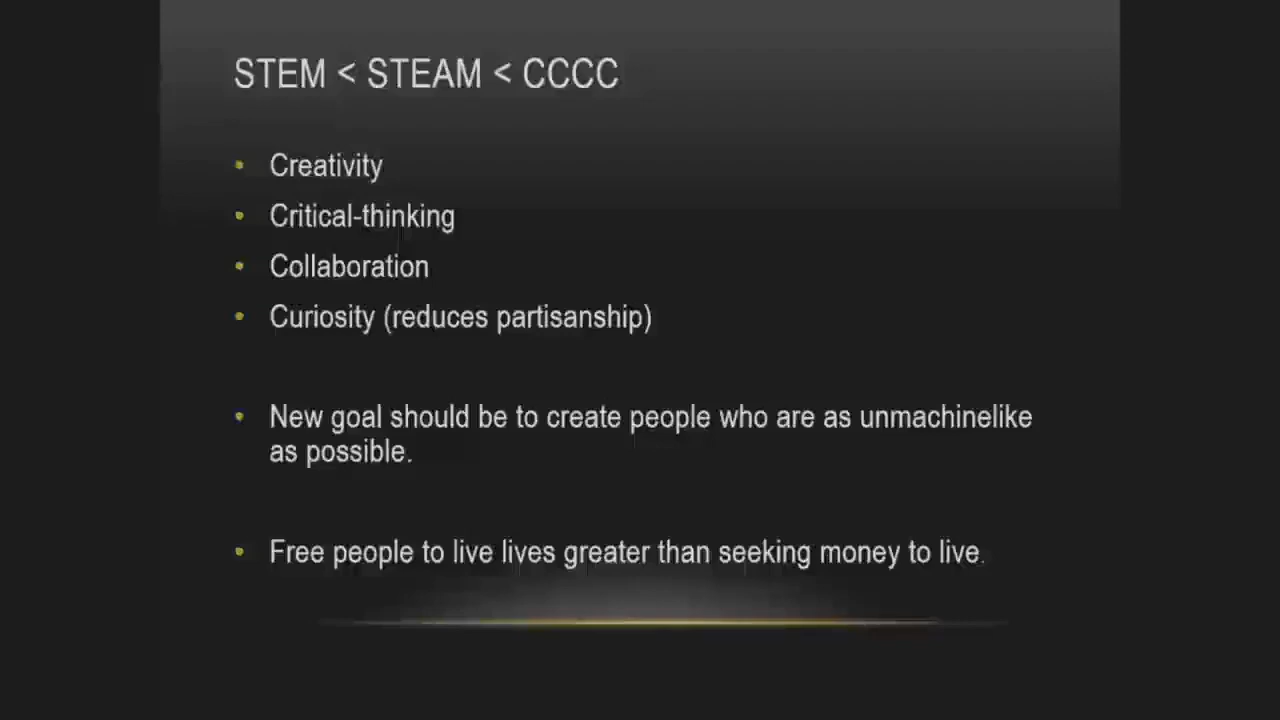 STEM < STEAM < CCCC
• Creativity
• Critical-thinking
• Collaboration
• Curiosity (reduces partisanship)
• New goal should be to create people who are as unmachinelike
as possible.
• Free people to live lives greater than seeking money to live.